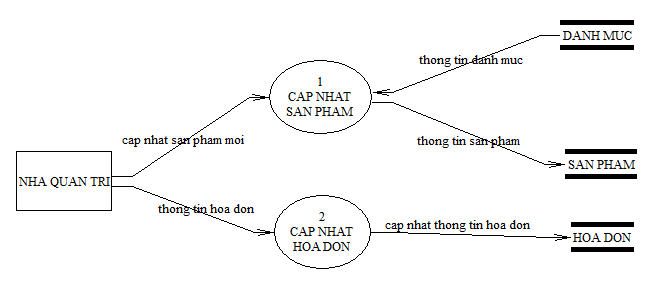 DANH MUC
thong tin danh muc
1
CAP NHAT
SAN PHAM
cap nhat san pham moi
thong tin san pham
SAN PHAM
NHA QUAN TRI
thong tin hoa don
2
CAP NHAT
HOA DON
cap nhat thong tin hoa don
HOA DON